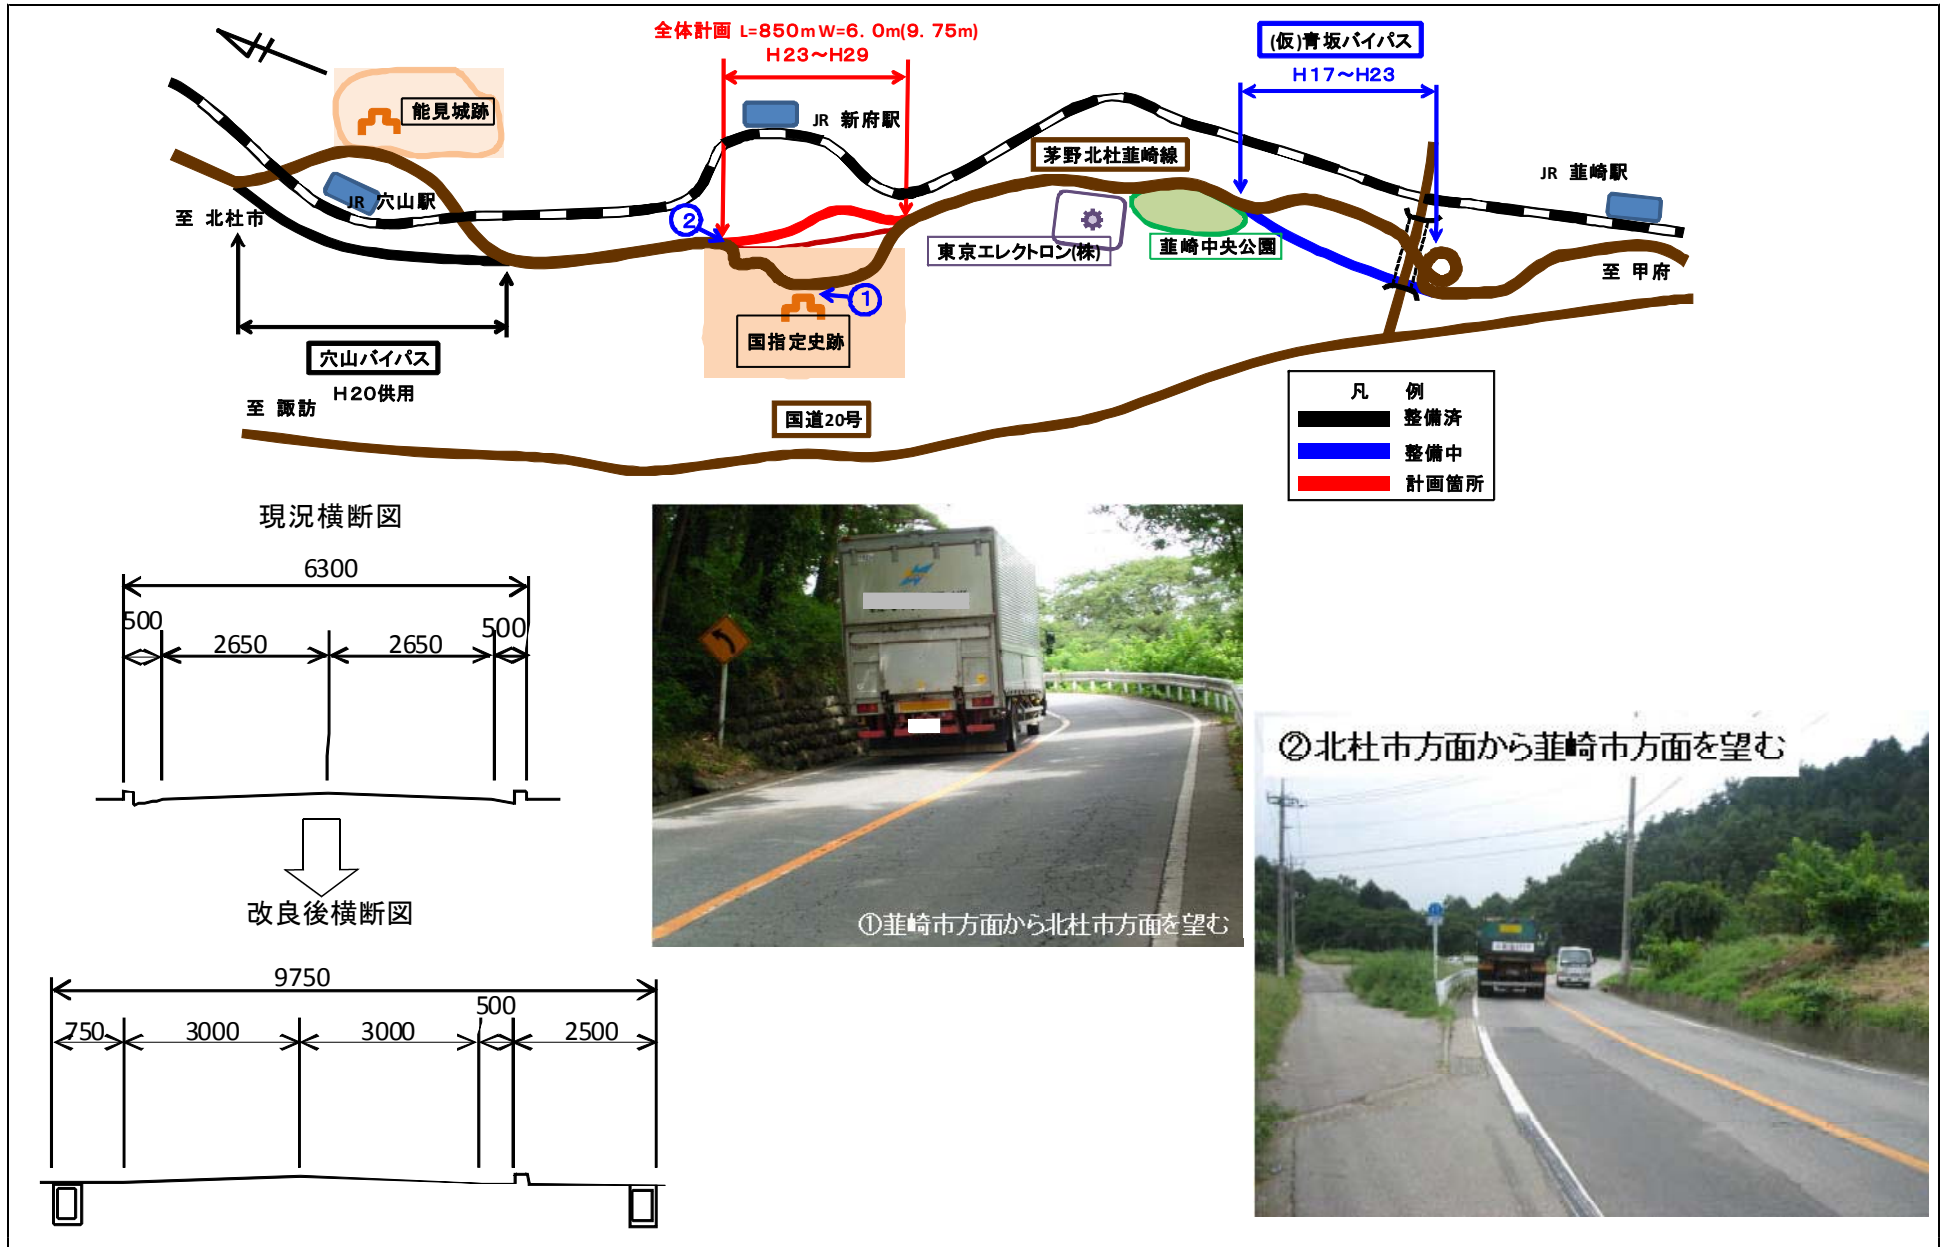 全体計画 L=850m W=6.0m(9.75m)
H23～H29
(仮)青坂バイパス
H17～H23
能見城跡
JR 新府駅
茅野北杜韮崎線
JR 韮崎駅
JR 穴山駅
至 北杜市
②
東京エレクトロン(株)
韮崎中央公園
至 甲府
①
国指定史跡
穴山バイパス
H20供用
至 諏訪
国道20号
凡 例
整備済
整備中
計画箇所
現況横断図
6300
500
2650
2650
500
改良後横断図
9750
750
3000
3000
500
2500
①韮崎市方面から北杜市方面を望む
②北杜市方面から韮崎市方面を望む